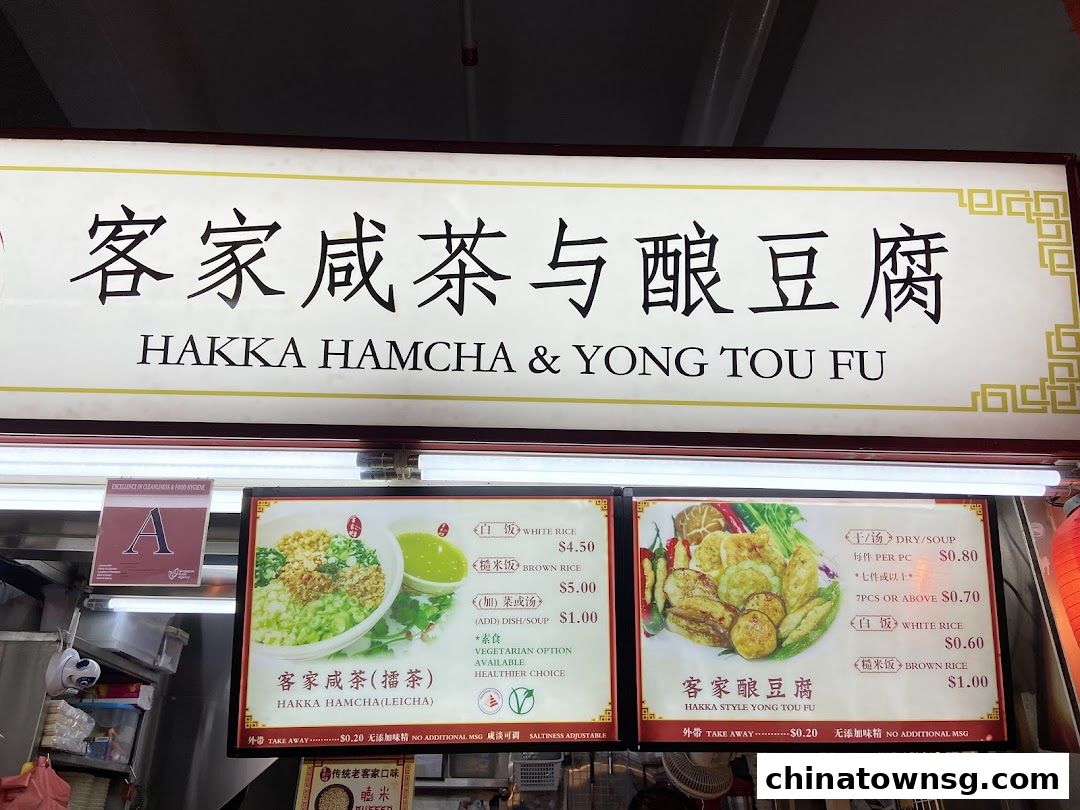 客家咸茶与酿豆腐
HAKKA HAMCHA & YONG TOU FU
EXCELLENCE IN CLEANLINESS & FOOD HYGIENE
A
白饭 WHITE RICE
$4.50
糙米饭 BROWN RICE
$5.00
(加) 菜或汤
(ADD) DISH/SOUP $1.00
*素食
VEGETARIAN OPTION
AVAILABLE
HEALTHIER CHOICE
客家咸茶(擂茶)
HAKKA HAMCHA(LEICHA)
外带 TAKE AWAY...........$0.20 无添加味精 NO ADDITIONAL MSG 咸淡可调 SALTINESS ADJUSTABLE
干/汤 DRY/SOUP
每件 PER PC $0.80
*七件或以上*
7PCS OR ABOVE $0.70
白饭 WHITE RICE
$0.60
糙米饭 BROWN RICE
$1.00
客家酿豆腐
HAKKA STYLE YONG TOU FU
外带 TAKE AWAY...........$0.20 无添加味精 NO ADDITIONAL MSG
传统老客家口味
chinatownsg.com